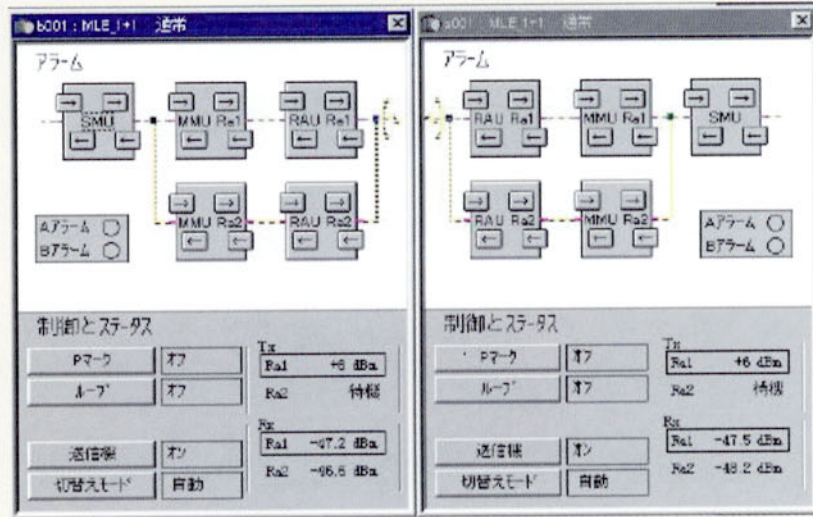 b001 : MLE_1+1 通常
アラーム
SMU
MMU Ra1
RAU Ra1
MMU Ra2
RAU Ra2
Aアラーム
Bアラーム
制御とステータス
Pマーク オフ
ループ オフ
送信機 オン
切替えモード 自動
Tx
Ra1 +6 dBm
Ra2 待機
Rx
Ra1 -47.2 dBm
Ra2 -46.6 dBm
a001 : MLE_1+1 通常
アラーム
RAU Ra1
MMU Ra1
SMU
RAU Ra2
MMU Ra2
Aアラーム
Bアラーム
制御とステータス
Pマーク オフ
ループ オフ
送信機 オン
切替えモード 自動
Tx
Ra1 +6 dBm
Ra2 待機
Rx
Ra1 -47.5 dBm
Ra2 -48.2 dBm